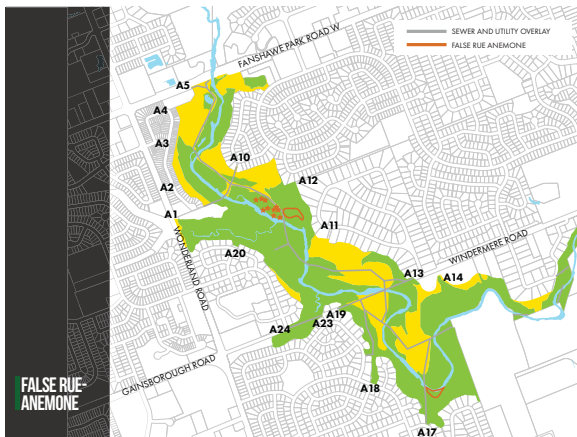 SEWER AND UTILITY OVERLAY
FALSE RUE ANEMONE
FANSHAWE PARK ROAD W
A5
A4
A3
A10
A2
A12
A1
A11
WONDERLAND ROAD
WINDERMERE ROAD
A20
A13
A14
A19
A23
A24
GAINSBOROUGH ROAD
A18
A17
FALSE RUE-
ANEMONE